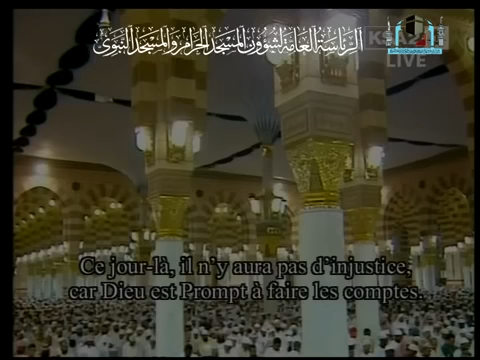 الرئاسة العامة لشؤون المسجد الحرام والمسجد النبوي
LIVE
Ce jour-là, il n'y aura pas d'injustice,
car Dieu est Prompt à faire les comptes.